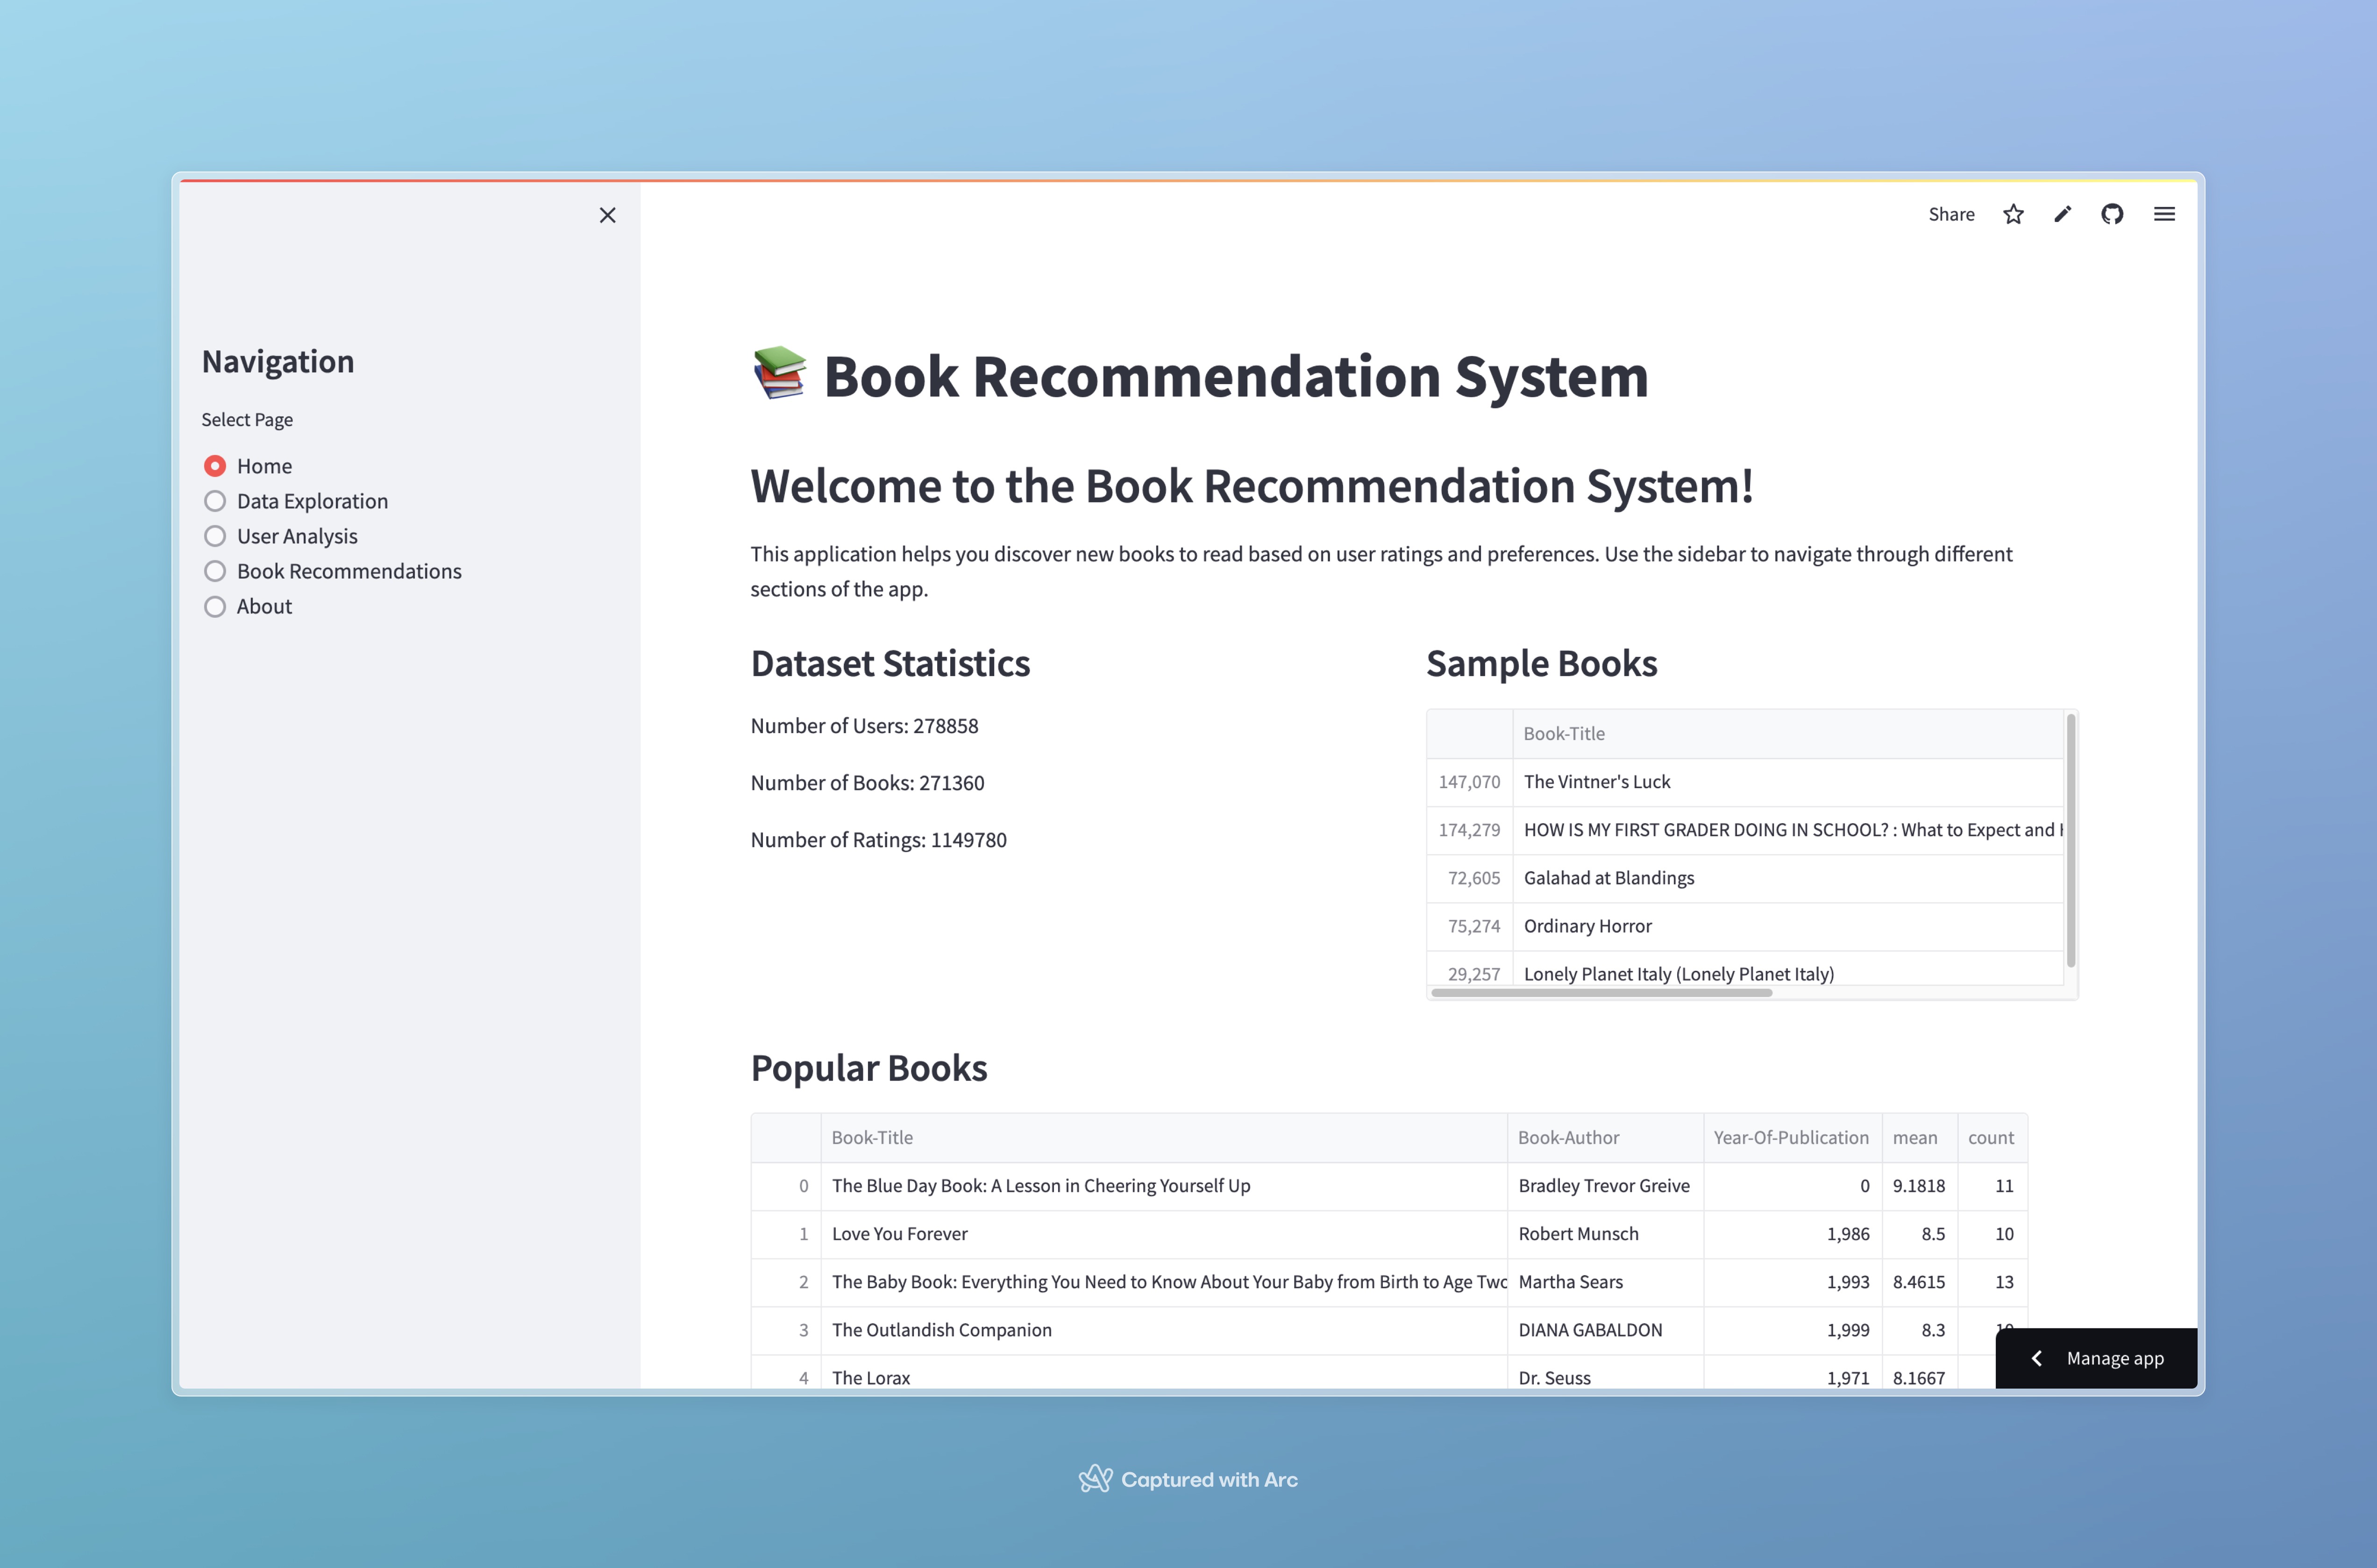 Share
Navigation
Select Page
Home
Data Exploration
User Analysis
Book Recommendations
About
Book Recommendation System
Welcome to the Book Recommendation System!
This application helps you discover new books to read based on user ratings and preferences. Use the sidebar to navigate through different
sections of the app.
Dataset Statistics
Number of Users: 278858
Number of Books: 271360
Number of Ratings: 1149780
Sample Books
Book-Title
147,070 The Vintner's Luck
174,279 HOW IS MY FIRST GRADER DOING IN SCHOOL? : What to Expect and
72,605 Galahad at Blandings
75,274 Ordinary Horror
29,257 Lonely Planet Italy (Lonely Planet Italy)
Popular Books
Book-Title Book-Author Year-Of-Publication mean count
0 The Blue Day Book: A Lesson in Cheering Yourself Up Bradley Trevor Greive 0 9.1818 11
1 Love You Forever Robert Munsch 1,986 8.5 10
2 The Baby Book: Everything You Need to Know About Your Baby from Birth to Age Two Martha Sears 1,993 8.4615 13
3 The Outlandish Companion DIANA GABALDON 1,999 8.3
4 The Lorax Dr. Seuss 1,971 8.1667
Manage app
Captured with Arc